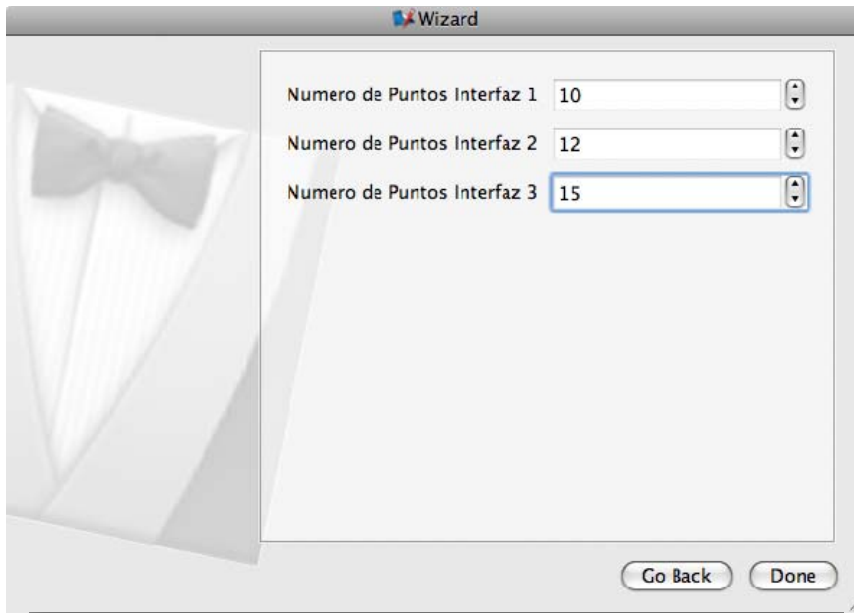 Wizard
Numero de Puntos Interfaz 1 10
Numero de Puntos Interfaz 2 12
Numero de Puntos Interfaz 3 15
Go Back Done